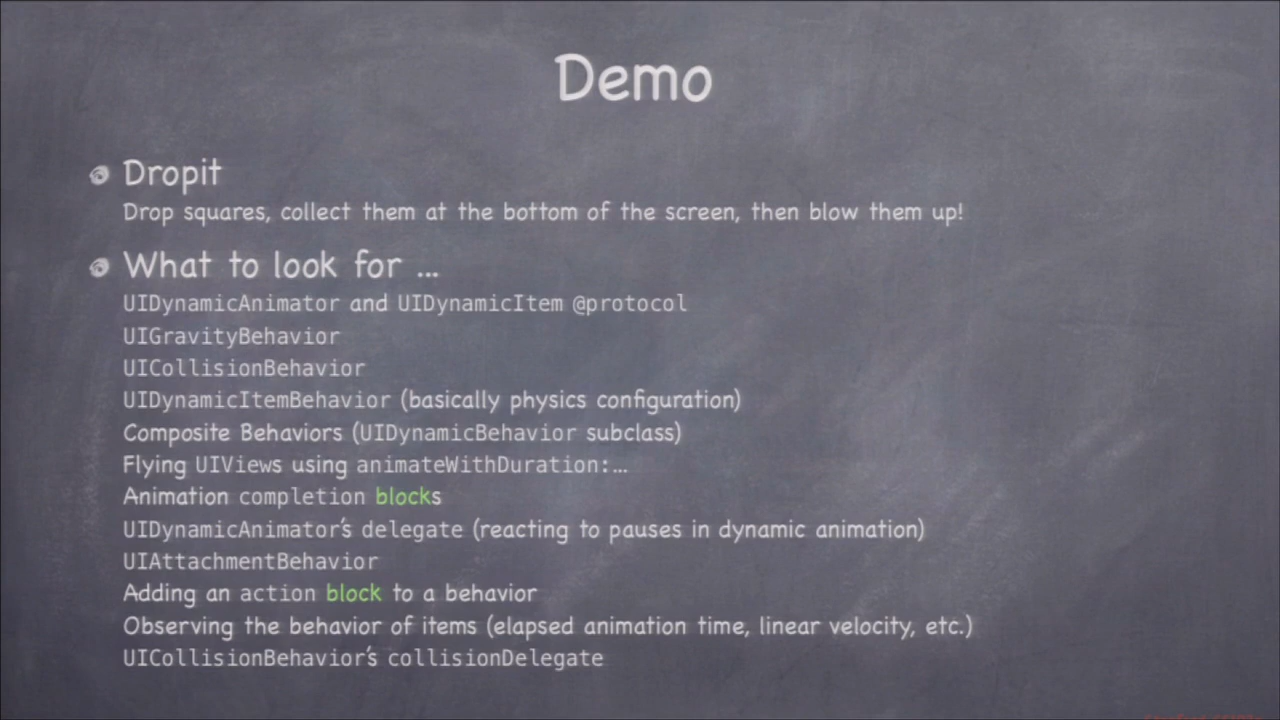 Demo
Dropit
Drop squares, collect them at the bottom of the screen, then blow them up!
What to look for ...
UIDynamicAnimator and UIDynamicItem @protocol
UIGravityBehavior
UICollisionBehavior
UIDynamicItemBehavior (basically physics configuration)
Composite Behaviors (UIDynamicBehavior subclass)
Flying UIViews using animateWithDuration:...
Animation completion blocks
UIDynamicAnimator's delegate (reacting to pauses in dynamic animation)
UIAttachmentBehavior
Adding an action block to a behavior
Observing the behavior of items (elapsed animation time, linear velocity, etc.)
UICollisionBehavior's collisionDelegate